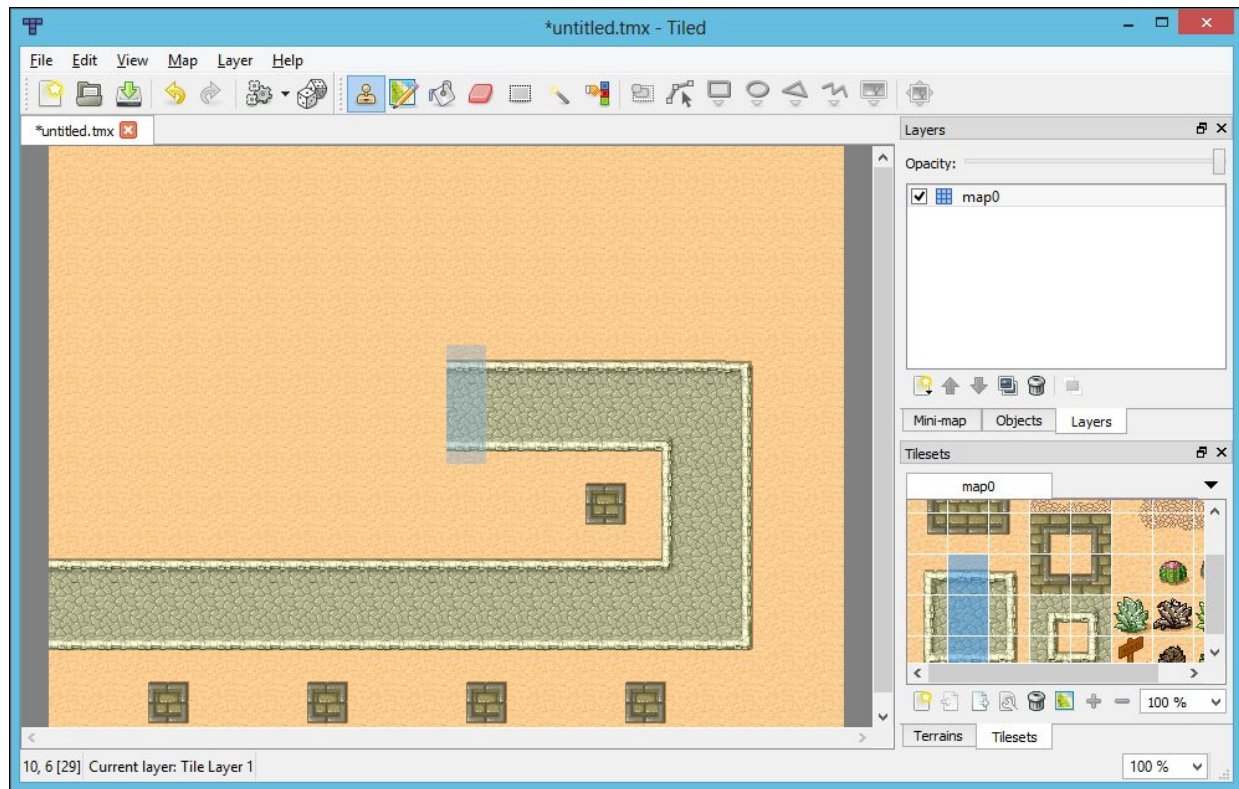 *untitled.tmx - Tiled
File Edit View Map Layer Help
*untitled.tmx
Layers
Opacity:
map0
Mini-map Objects Layers
Tilesets
map0
100 %
Terrains Tilesets
10, 6 [29] Current layer: Tile Layer 1
100 %